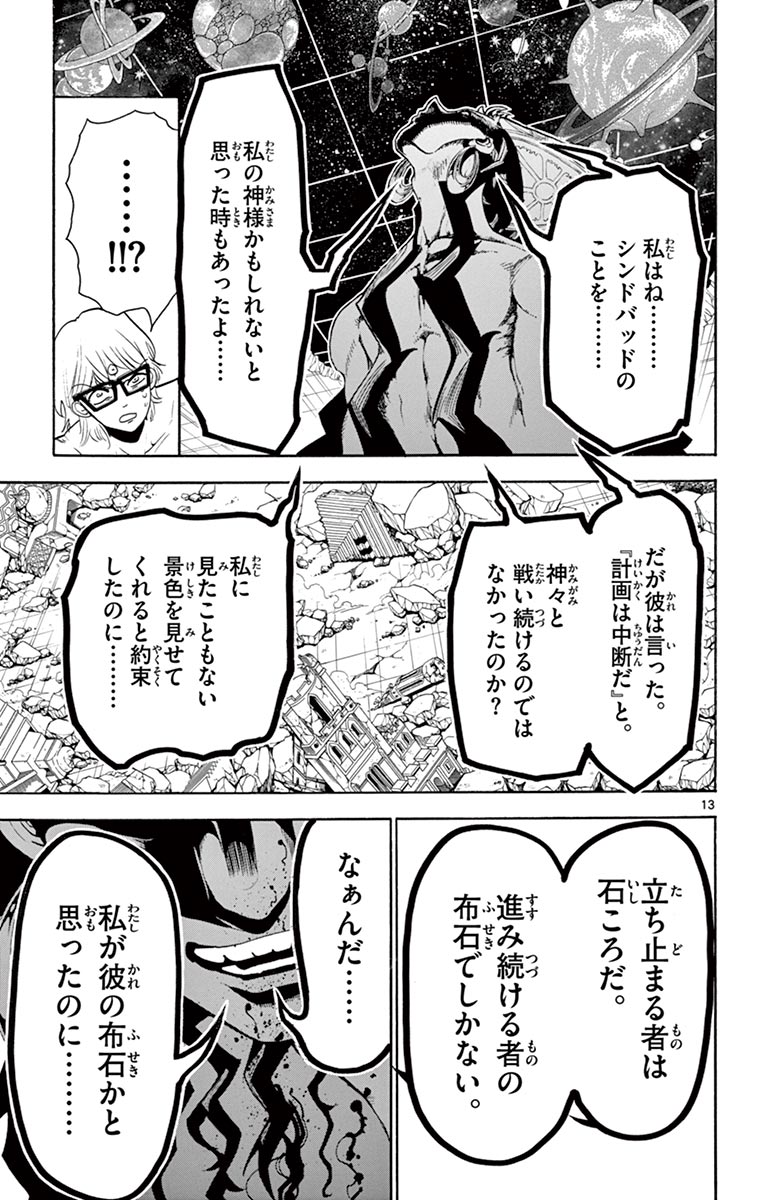 私はね………
シンドバッドの
ことを……
私の神様かもしれないと
思った時もあったよ……
………!!?
だが彼は言った。
『計画は中断だ』と。
神々と
戦い続けるのでは
なかったのか？
私に
見たこともない
景色を見せて
くれると約束
したのに………
13
立ち止まる者は
石ころだ。
進み続ける者の
布石でしかない。
なぁんだ……
私が彼の布石かと
思ったのに………